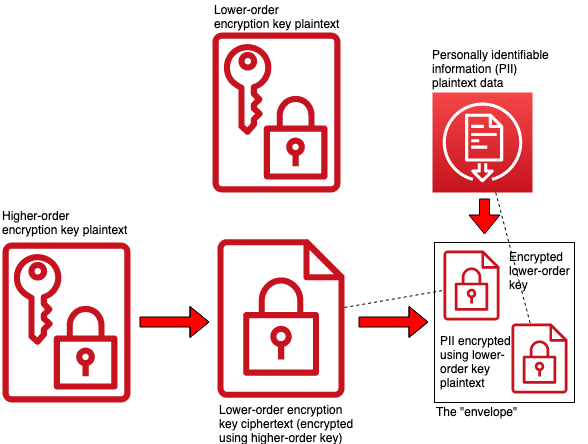 Lower-order
encryption key plaintext
Personally identifiable
information (PII)
plaintext data
Higher-order
encryption key plaintext
Encrypted
lower-order
key
PII encrypted
using lower-
order key
plaintext
Lower-order encryption
key ciphertext (encrypted
using higher-order key)
The "envelope"